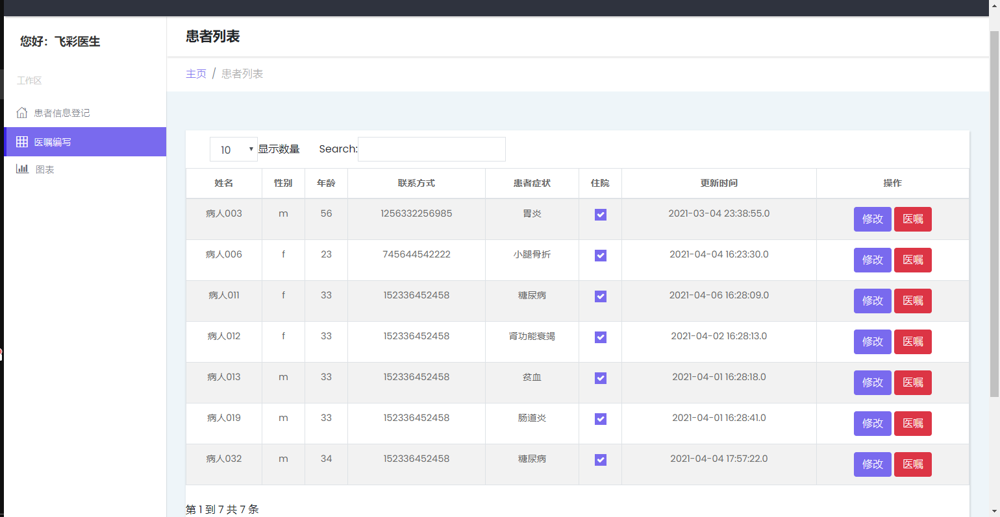 您好：飞彩医生
工作区
患者信息登记
医嘱编写
图表
患者列表
主页 / 患者列表
10 显示数量 Search:
姓名 性别 年龄 联系方式 患者症状 住院 更新时间 操作
病人003 m 56 1256332256985 胃炎 2021-03-04 23:38:55.0 修改 医嘱
病人006 f 23 745644542222 小腿骨折 2021-04-04 16:23:30.0 修改 医嘱
病人011 f 33 152336452458 糖尿病 2021-04-06 16:28:09.0 修改 医嘱
病人012 f 33 152336452458 肾功能衰竭 2021-04-02 16:28:13.0 修改 医嘱
病人013 m 33 152336452458 贫血 2021-04-01 16:28:18.0 修改 医嘱
病人019 m 33 152336452458 肠道炎 2021-04-01 16:28:41.0 修改 医嘱
病人032 m 34 152336452458 糖尿病 2021-04-04 17:57:22.0 修改 医嘱
第 1 到 7 共 7 条